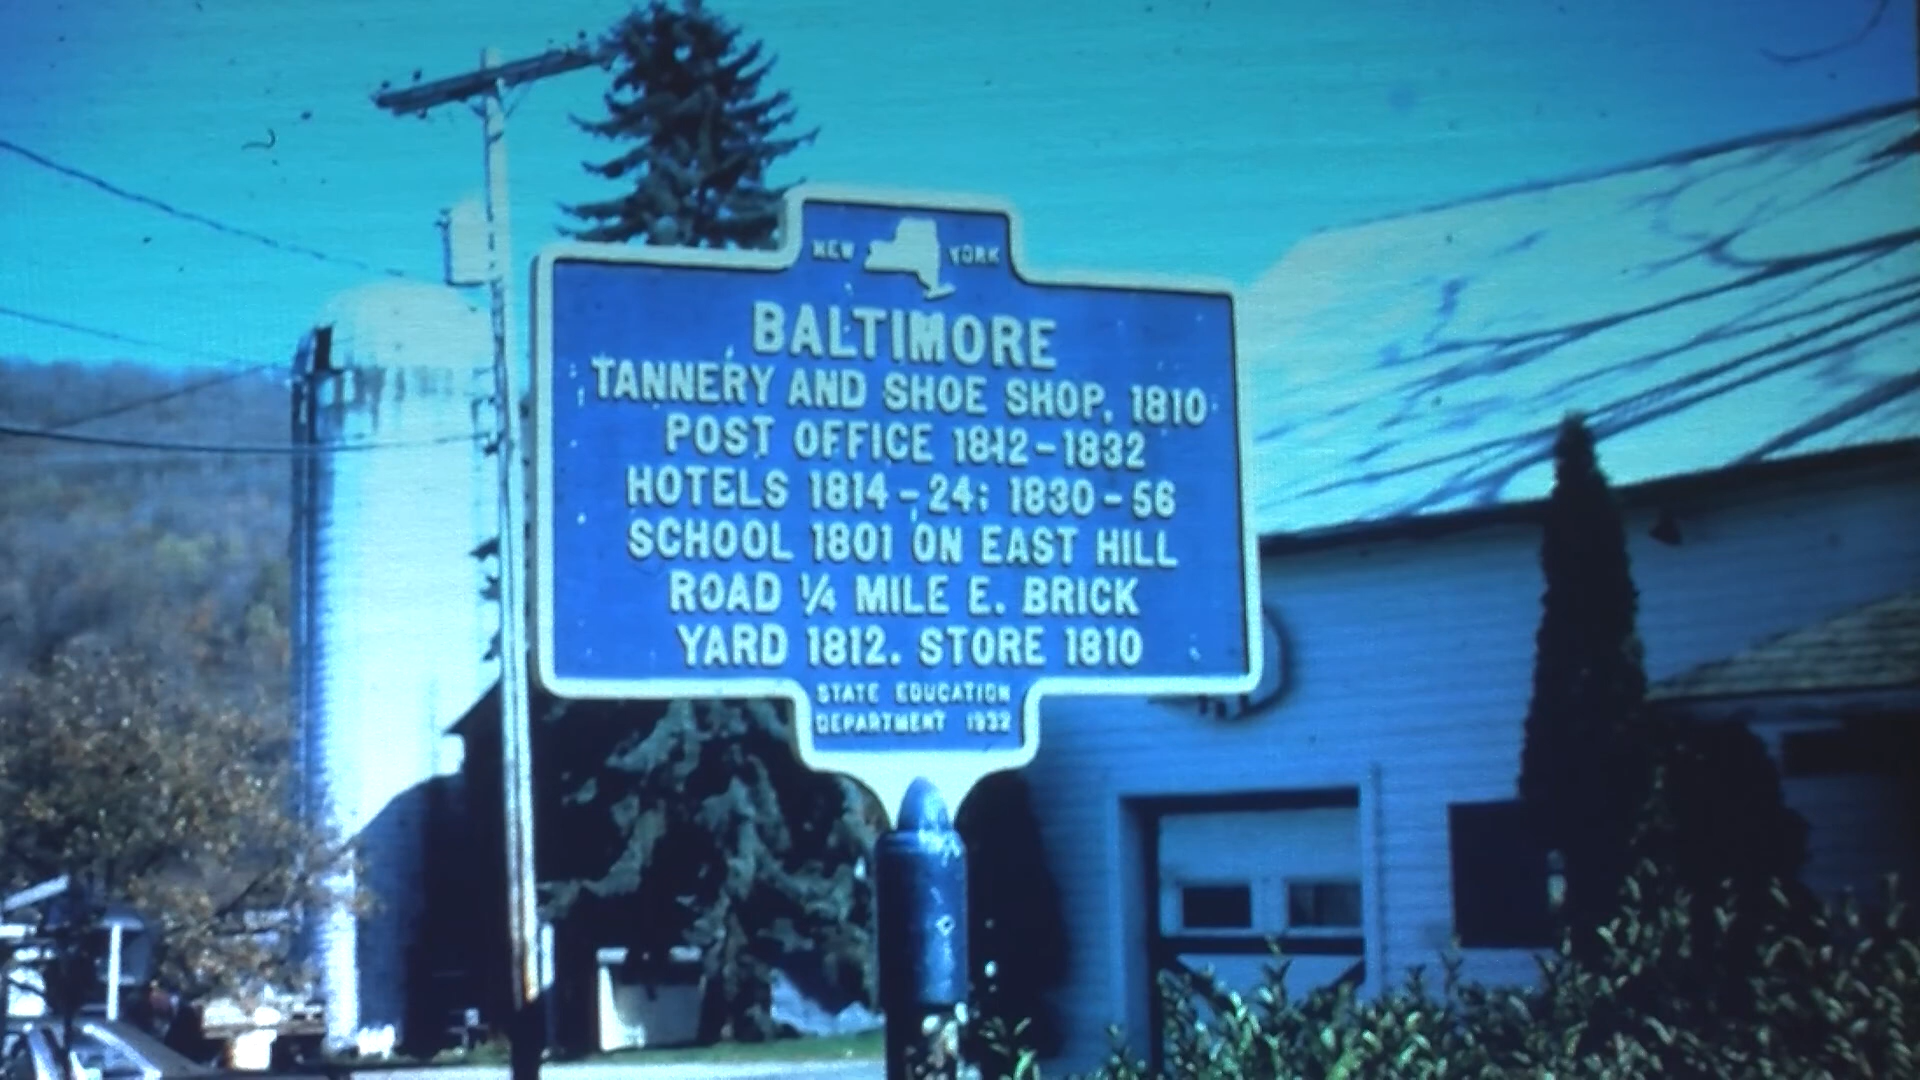 NEW YORK
BALTIMORE
TANNERY AND SHOE SHOP, 1810
POST OFFICE 1812-1832
HOTELS 1814-24; 1830-56
SCHOOL 1801 ON EAST HILL
ROAD ¼ MILE E. BRICK
YARD 1812. STORE 1810
STATE EDUCATION
DEPARTMENT 1932